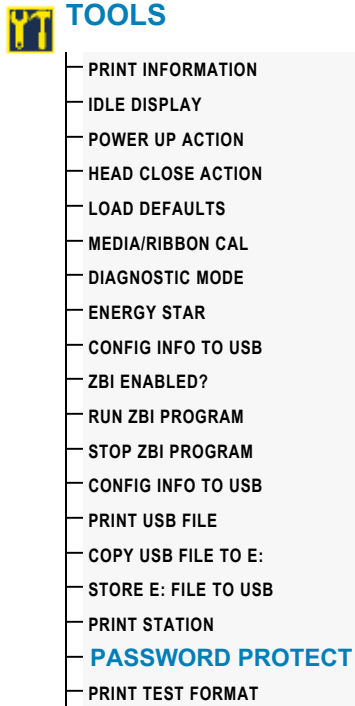 TOOLS
PRINT INFORMATION
IDLE DISPLAY
POWER UP ACTION
HEAD CLOSE ACTION
LOAD DEFAULTS
MEDIA/RIBBON CAL
DIAGNOSTIC MODE
ENERGY STAR
CONFIG INFO TO USB
ZBI ENABLED?
RUN ZBI PROGRAM
STOP ZBI PROGRAM
CONFIG INFO TO USB
PRINT USB FILE
COPY USB FILE TO E:
STORE E: FILE TO USB
PRINT STATION
PASSWORD PROTECT
PRINT TEST FORMAT